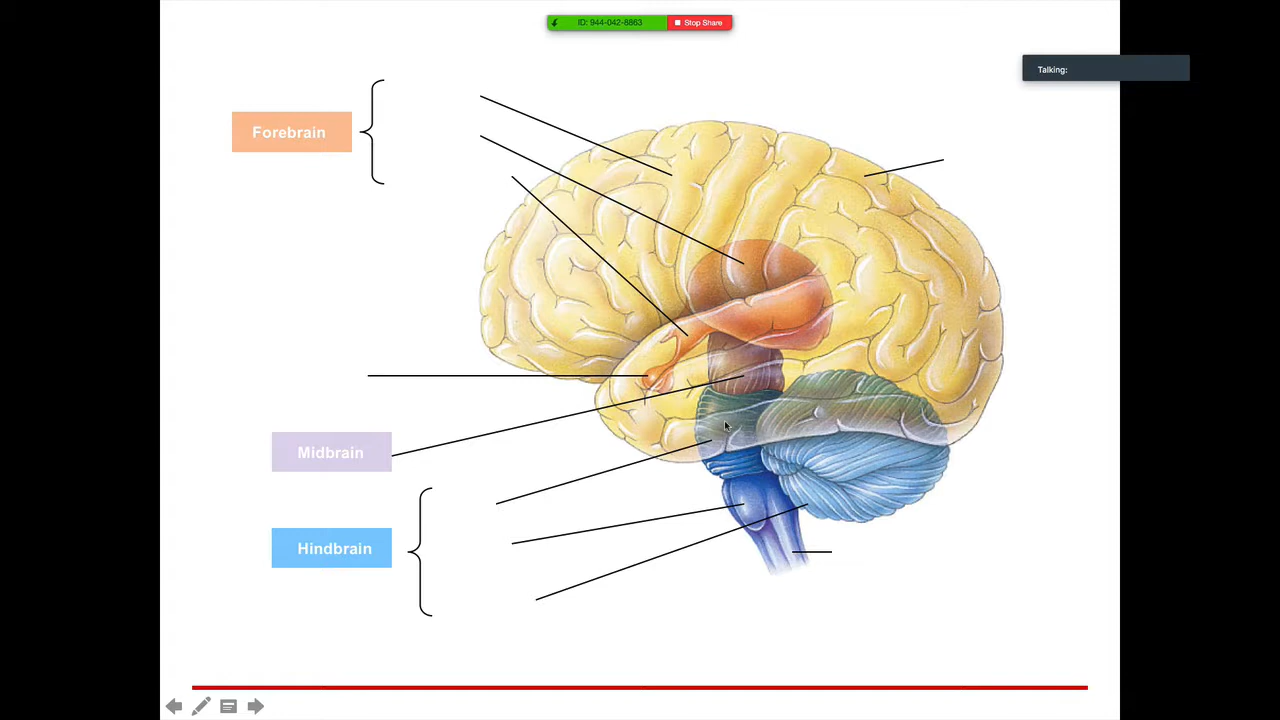 ID: 944-042-8863
Stop Share
Talking:
Forebrain
Midbrain
Hindbrain